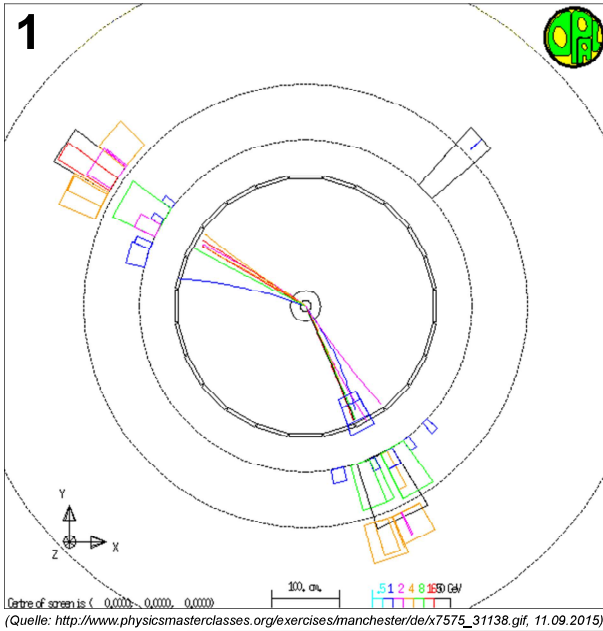 1
OPAL
Y
Z X
Centre of screen is ( 0.0000, 0.0000, 0.0000)
100. cm.
.5 1 2 4 8 16 50 GeV
(Quelle: http://www.physicsmasterclasses.org/exercises/manchester/de/x7575_31138.gif, 11.09.2015)